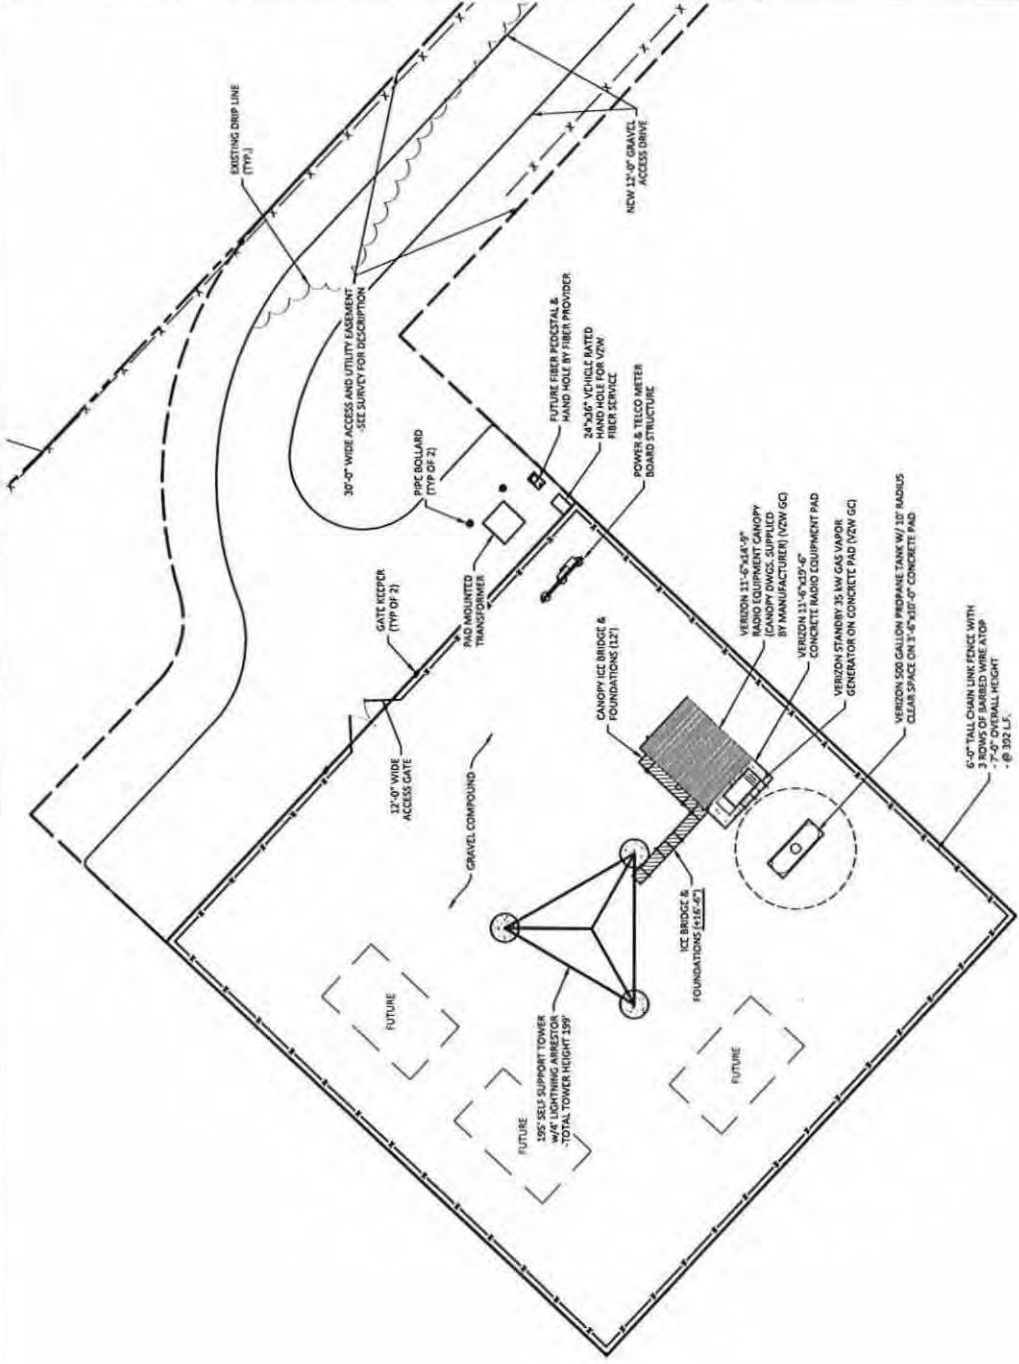 EXISTING DRIP LINE
(TYP.)
NEW 12'-0" GRAVEL
ACCESS DRIVE
30'-0" WIDE ACCESS AND UTILITY EASEMENT
-SEE SURVEY FOR DESCRIPTION
FUTURE FIBER PEDESTAL &
HAND HOLE BY FIBER PROVIDER
24"x36" VEHICLE RATED
HAND HOLE FOR VZW
FIBER SERVICE
PIPE BOLLARD
(TYP OF 2)
POWER & TELCO METER
BOARD STRUCTURE
GATE KEEPER
(TYP OF 2)
PAD MOUNTED
TRANSFORMER
VERIZON 11'-6"x14'-9"
RADIO EQUIPMENT CANOPY
(CANOPY DWGS. SUPPLIED
BY MANUFACTURER) (VZW GC)
VERIZON 11'-6"x19'-6"
CONCRETE RADIO EQUIPMENT PAD
VERIZON STANDBY 35 kW GAS VAPOR
GENERATOR ON CONCRETE PAD (VZW GC)
VERIZON 500 GALLON PROPANE TANK W/ 10' RADIUS
CLEAR SPACE ON 3'-6"x10'-0" CONCRETE PAD
CANOPY ICE BRIDGE &
FOUNDATIONS (12')
12'-0" WIDE
ACCESS GATE
GRAVEL COMPOUND
6'-0" TALL CHAIN LINK FENCE WITH
3 ROWS OF BARBED WIRE ATOP
- 7'-0" OVERALL HEIGHT
- @ 392 L.F.
ICE BRIDGE &
FOUNDATIONS (±16'-6")
FUTURE
195' SELF SUPPORT TOWER
w/4' LIGHTNING ARRESTOR
-TOTAL TOWER HEIGHT 199'
FUTURE
FUTURE